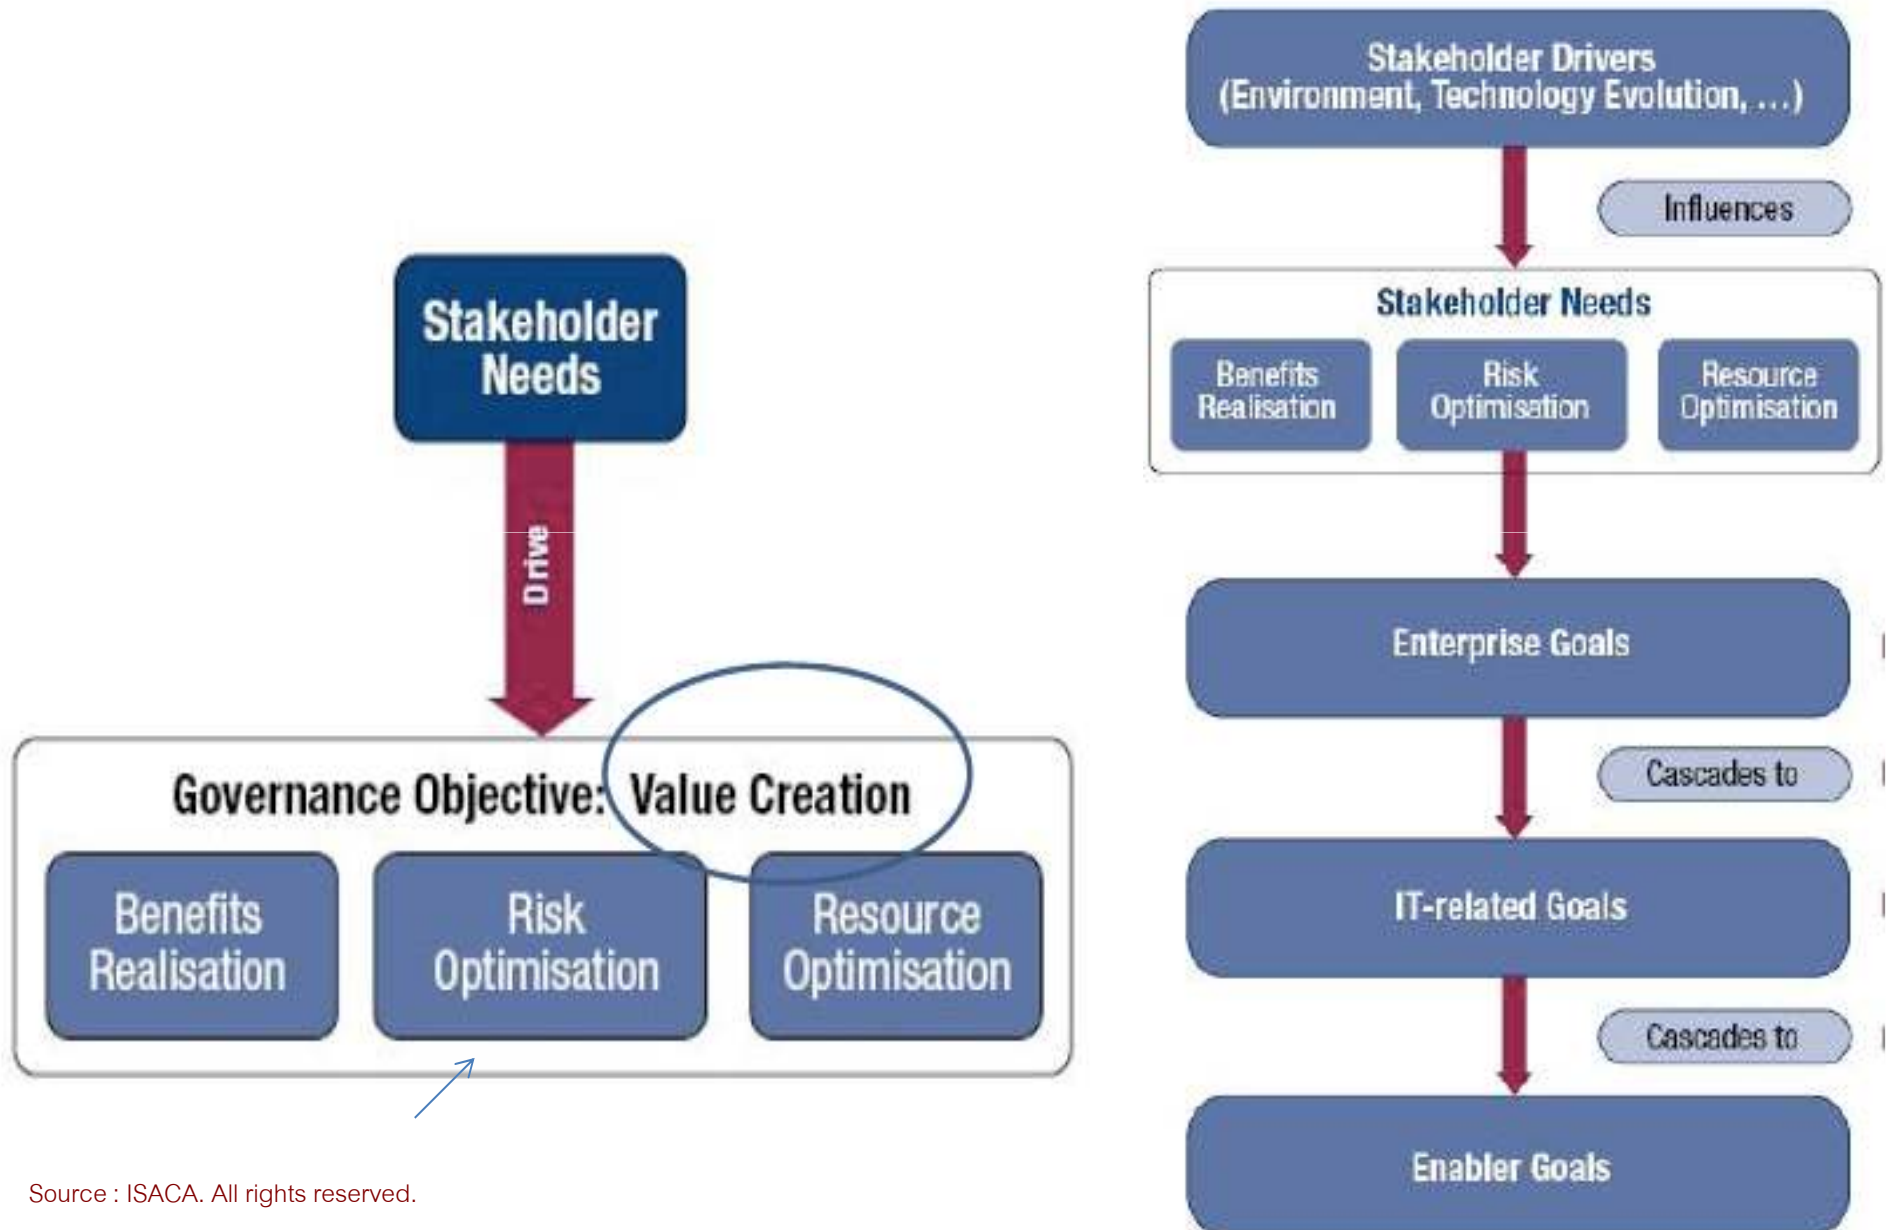 Stakeholder
Needs
Drive
Governance Objective: Value Creation
Benefits
Realisation
Risk
Optimisation
Resource
Optimisation
Source : ISACA. All rights reserved.
Stakeholder Drivers
(Environment, Technology Evolution, …)
Influences
Stakeholder Needs
Benefits
Realisation
Risk
Optimisation
Resource
Optimisation
Enterprise Goals
Cascades to
IT-related Goals
Cascades to
Enabler Goals